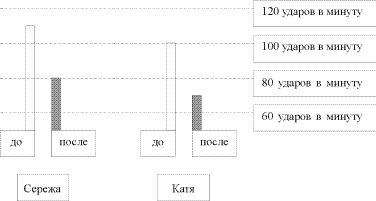 120 ударов в минуту
100 ударов в минуту
80 ударов в минуту
60 ударов в минуту
до после до после
Сережа Катя